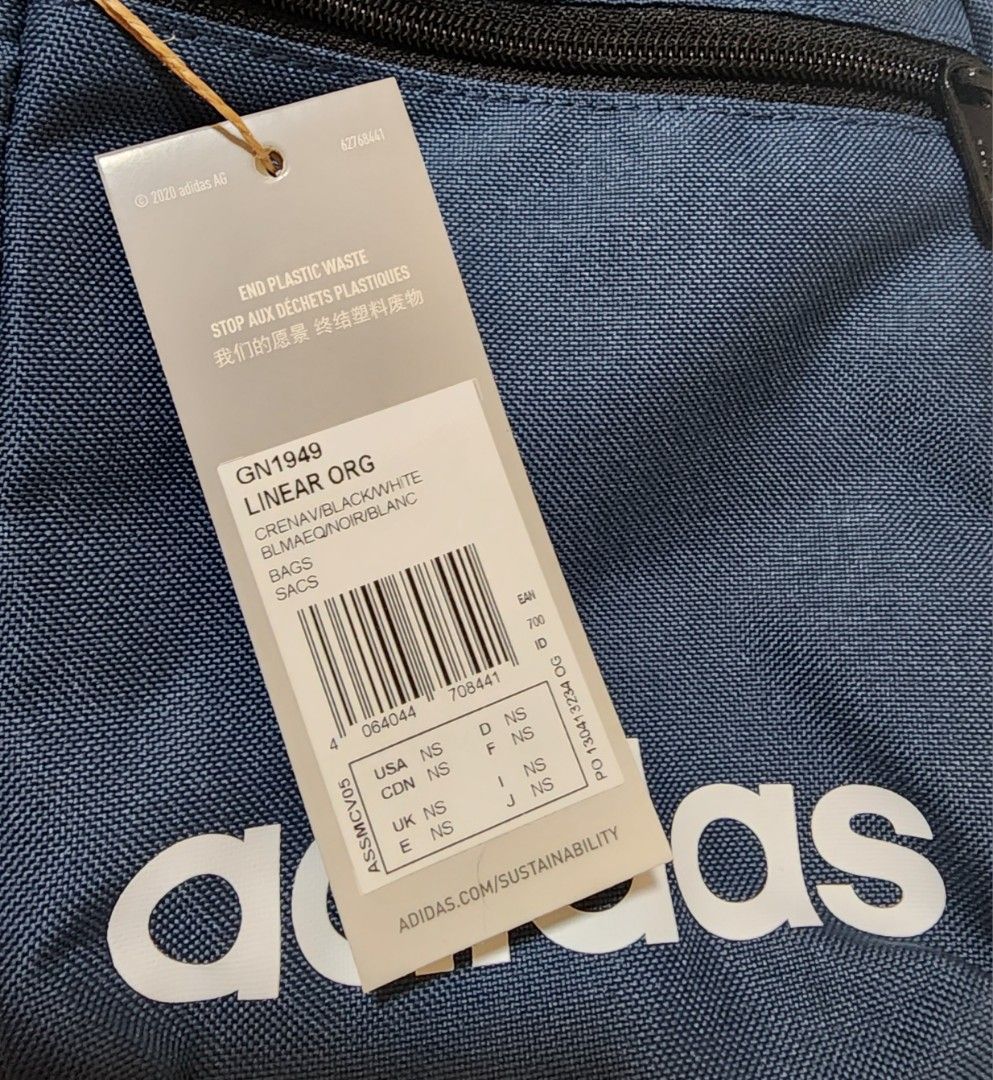 62768441
© 2020 adidas AG
END PLASTIC WASTE
STOP AUX DÉCHETS PLASTIQUES
我们的愿景 终结塑料废物
GN1949
LINEAR ORG
CRENAV/BLACK/WHITE
BLMAEQ/NOIR/BLANC
BAGS
SACS
EAN
700
ID
4 064044 708441
USA NS D NS
CDN NS F NS
UK NS I NS
E NS J NS
ASSSMCV05
PO 130413234 OG
ADIDAS.COM/SUSTAINABILITY
adidas